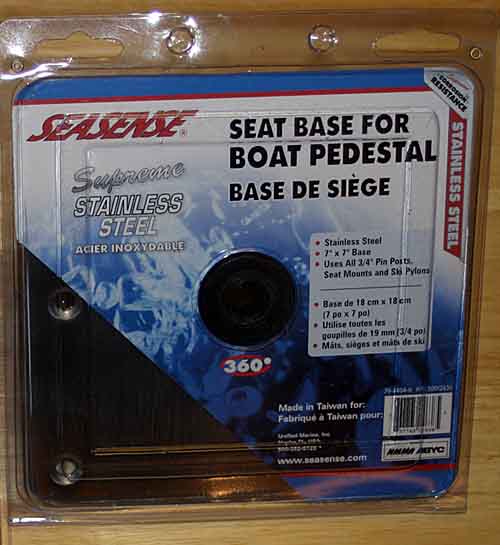 CORROSION
RESISTANCE
STAINLESS STEEL
SEASENSE®
SEAT BASE FOR
BOAT PEDESTAL
BASE DE SIÈGE
Supreme
STAINLESS
STEEL
ACIER INOXYDABLE
• Stainless Steel
• 7" x 7" Base
• Uses All 3/4" Pin Posts,
Seat Mounts and Ski Pylons
• Base de 18 cm x 18 cm
(7 po x 7 po)
• Utilise toutes les
goupilles de 19 mm (3/4 po)
• Mâts, sièges et mâts de ski
360°
Made in Taiwan for:
Fabriqué à Taiwan pour:
Unified Marine, Inc.
www.seasense.com
NMMA ABYC